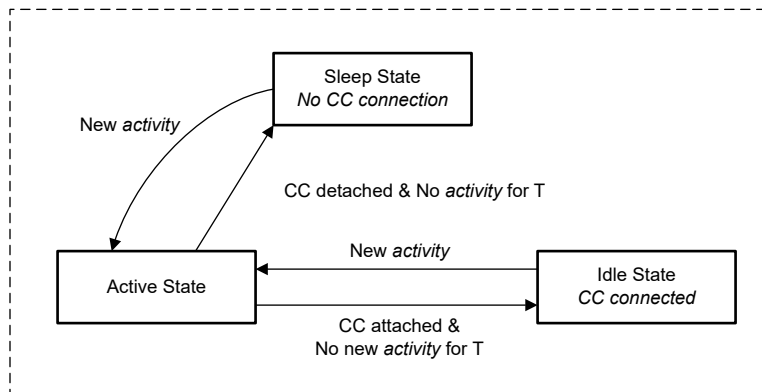 Sleep State
No CC connection
New activity
CC detached & No activity for T
New activity
Active State
Idle State
CC connected
CC attached &
No new activity for T